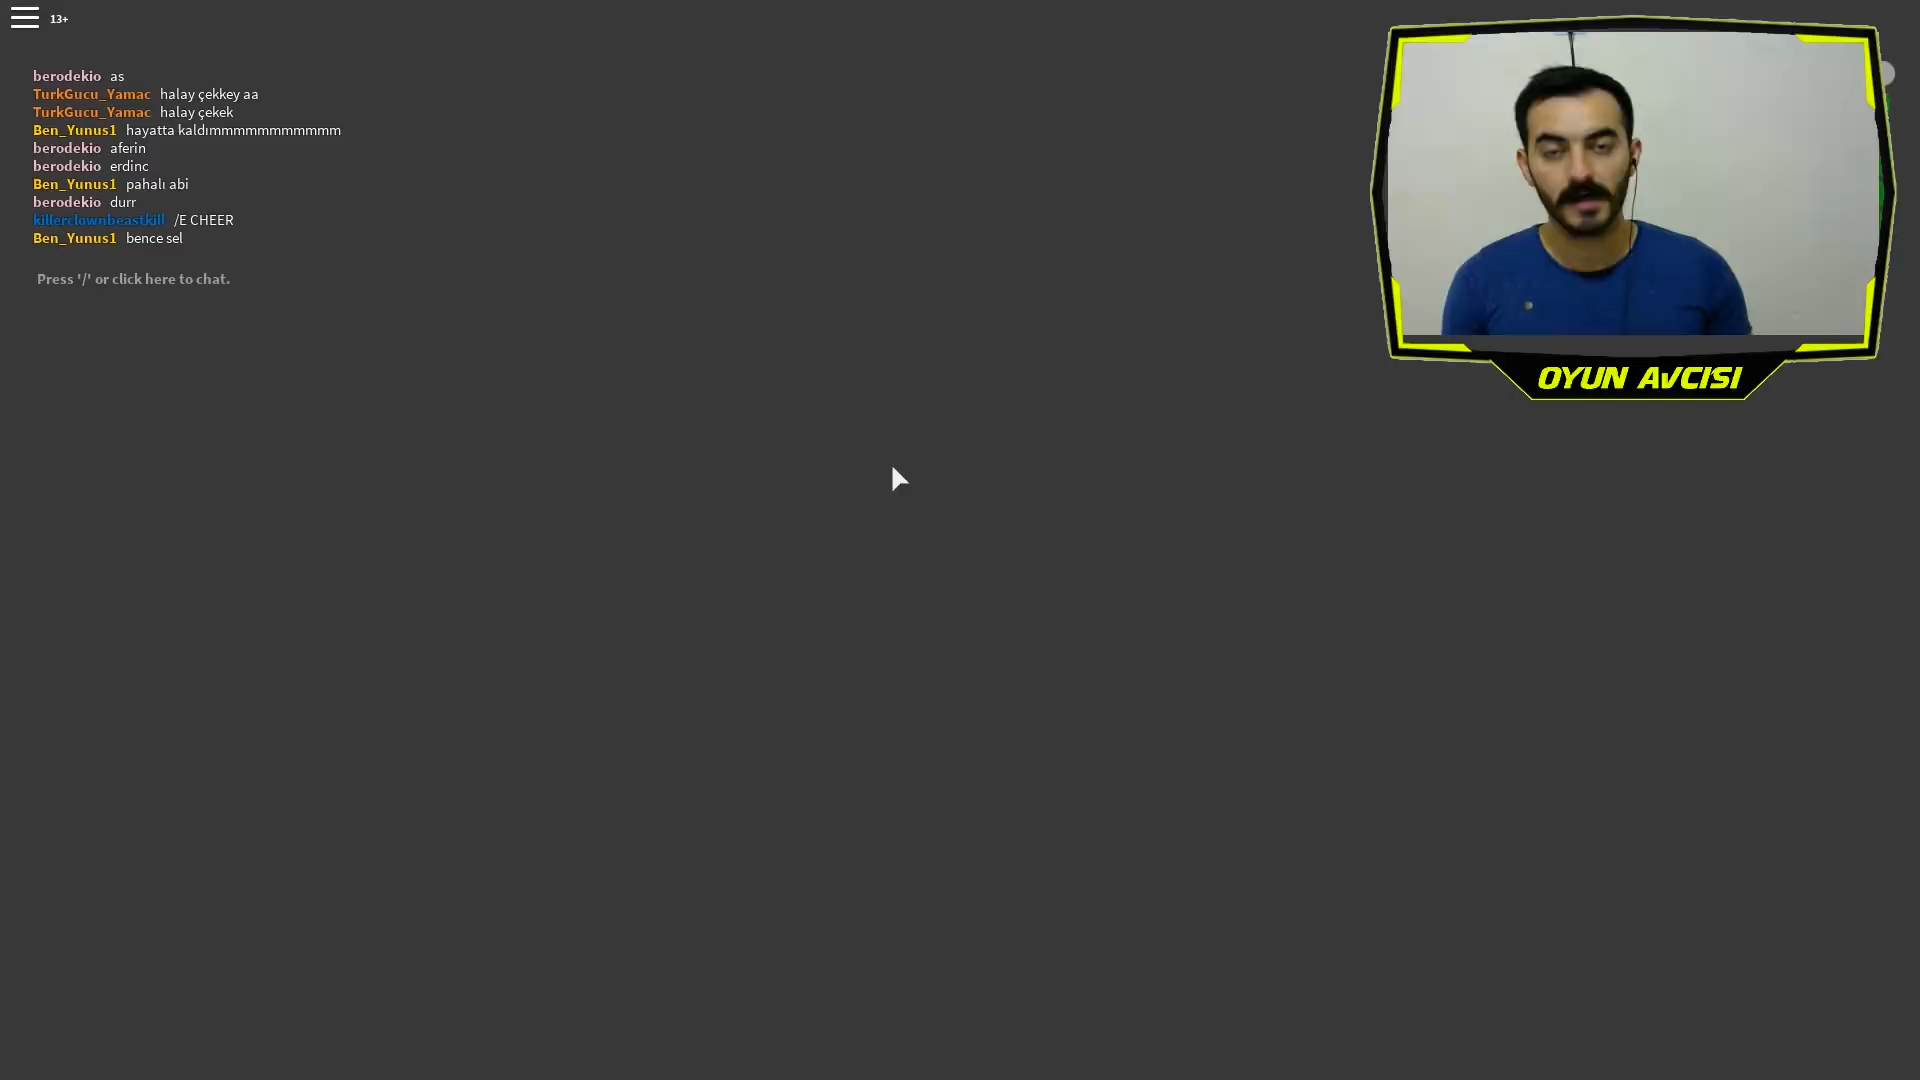 13+
berodekio as
TurkGucu_Yamac halay çekkey aa
TurkGucu_Yamac halay çekek
Ben_Yunus1 hayatta kaldımmmmmmmmmmm
berodekio aferin
berodekio erdinc
Ben_Yunus1 pahalı abi
berodekio durr
killerclownbeastkill /E CHEER
Ben_Yunus1 bence sel
Press '/' or click here to chat.
OYUN AVCISI